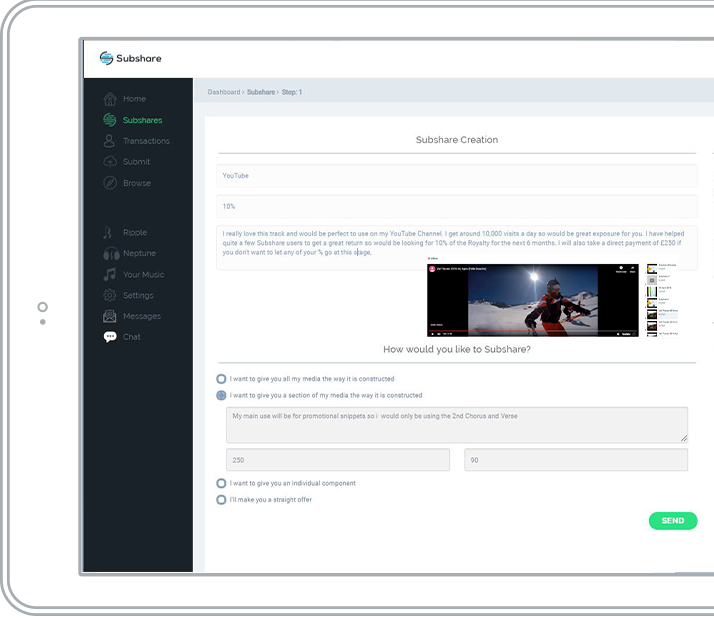 Subshare
Dashboard › Subshare › Step: 1
Home
Subshares
Transactions
Submit
Browse
Ripple
Neptune
Your Music
Settings
Messages
Chat
Subshare Creation
YouTube
10%
I really love this track and would be perfect to use on my YouTube Channel. I get around 10,000 visits a day so would be great exposure for you. I have helped
quite a few Subshare users to get a great return so would be looking for 10% of the Royalty for the next 6 months. I will also take a direct payment of £250 if
you don't want to let any of your % go at this stage,
How would you like to Subshare?
I want to give you all my media the way it is constructed
I want to give you a section of my media the way it is constructed
My main use will be for promotional snippets so i would only be using the 2nd Chorus and Verse
250
90
I want to give you an individual component
I'll make you a straight offer
SEND